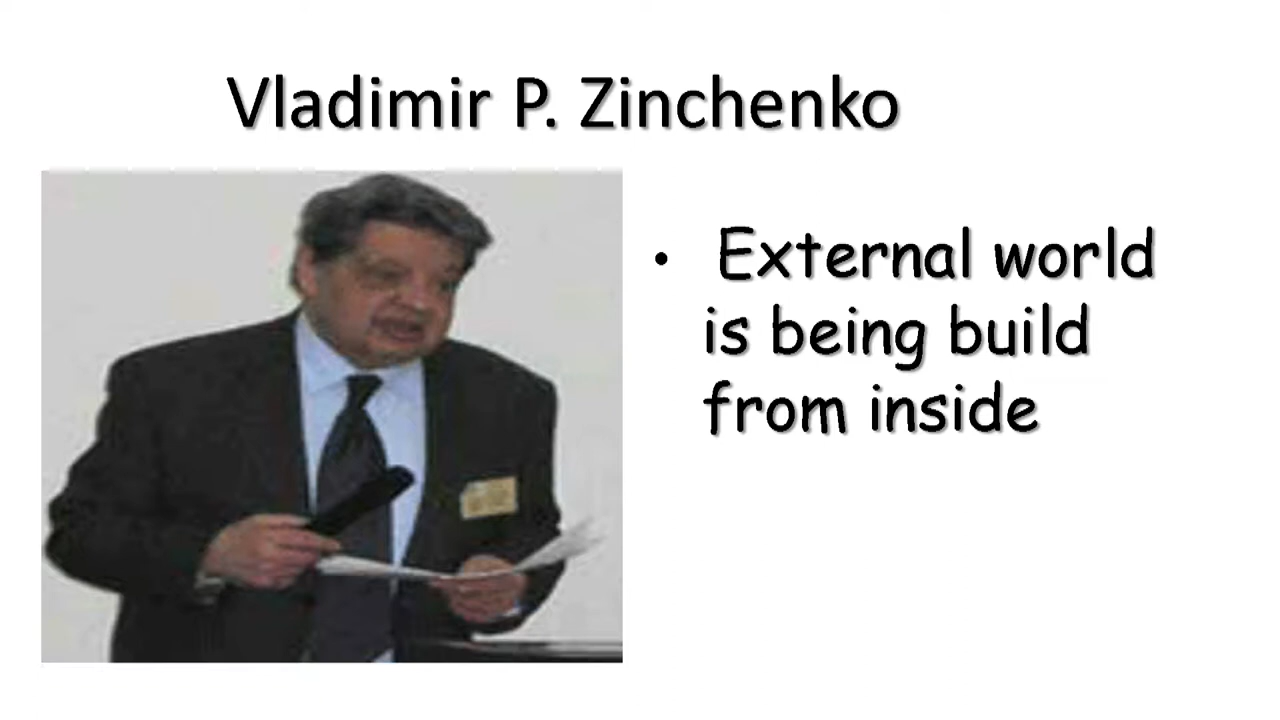 Vladimir P. Zinchenko
• External world
is being build
from inside